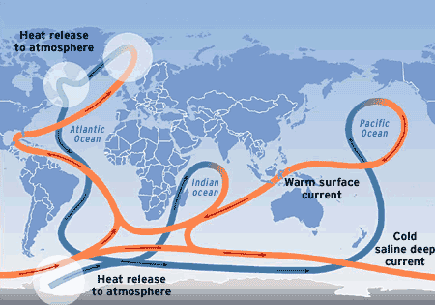 Heat release
to atmosphere
Atlantic
Ocean
Pacific
Ocean
Indian
ocean
Warm surface
current
Cold
saline deep
current
Heat release
to atmosphere